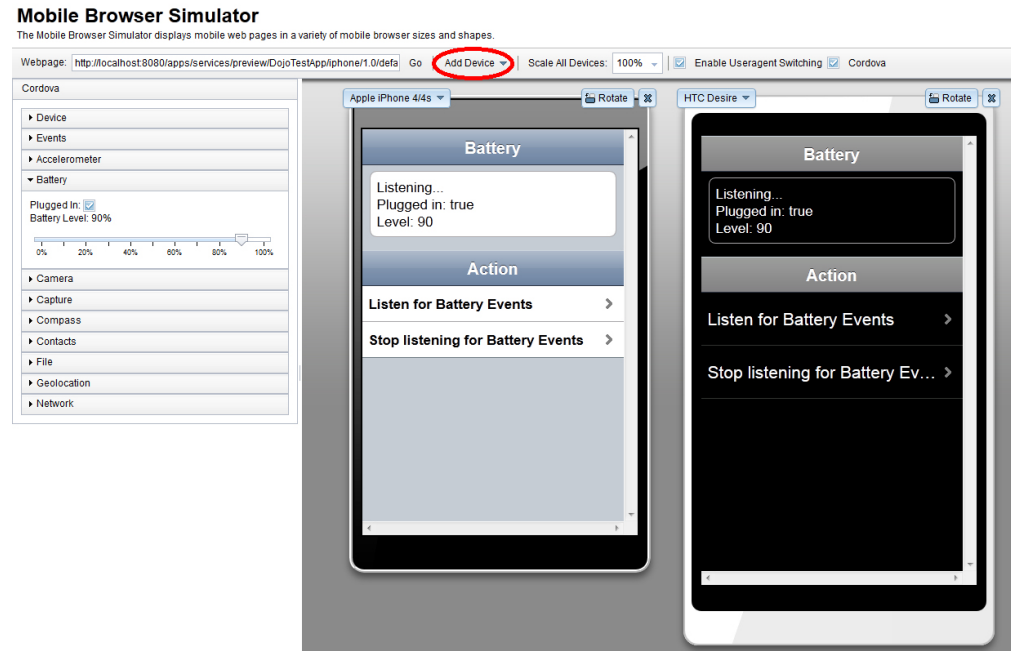 Mobile Browser Simulator
The Mobile Browser Simulator displays mobile web pages in a variety of mobile browser sizes and shapes.
Webpage: http://localhost:8080/apps/services/preview/DojoTestApp/iphone/1.0/defa Go Add Device Scale All Devices: 100% Enable Useragent Switching Cordova
Cordova
Device
Events
Accelerometer
Battery
Plugged In:
Battery Level: 90%
0% 20% 40% 60% 80% 100%
Camera
Capture
Compass
Contacts
File
Geolocation
Network
Apple iPhone 4/4s Rotate
Battery
Listening...
Plugged in: true
Level: 90
Action
Listen for Battery Events
Stop listening for Battery Events
HTC Desire Rotate
Battery
Listening...
Plugged in: true
Level: 90
Action
Listen for Battery Events
Stop listening for Battery Ev...